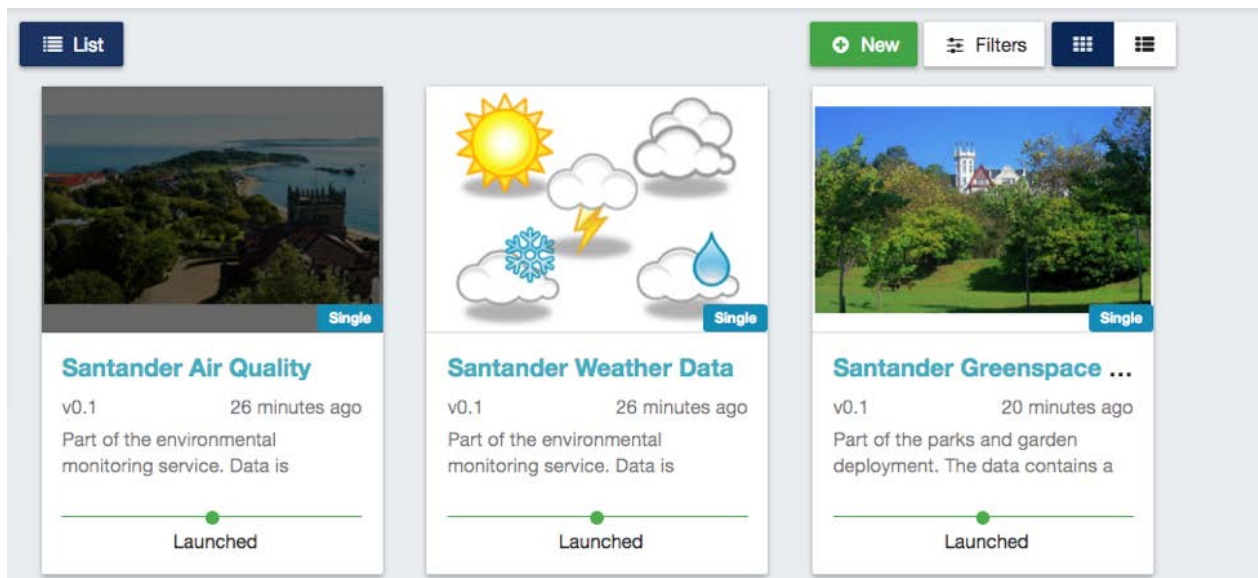 List
New
Filters
Single
Single
Single
Santander Air Quality
v0.1
26 minutes ago
Part of the environmental
monitoring service. Data is
Launched
Santander Weather Data
v0.1
26 minutes ago
Part of the environmental
monitoring service. Data is
Launched
Santander Greenspace ...
v0.1
20 minutes ago
Part of the parks and garden
deployment. The data contains a
Launched